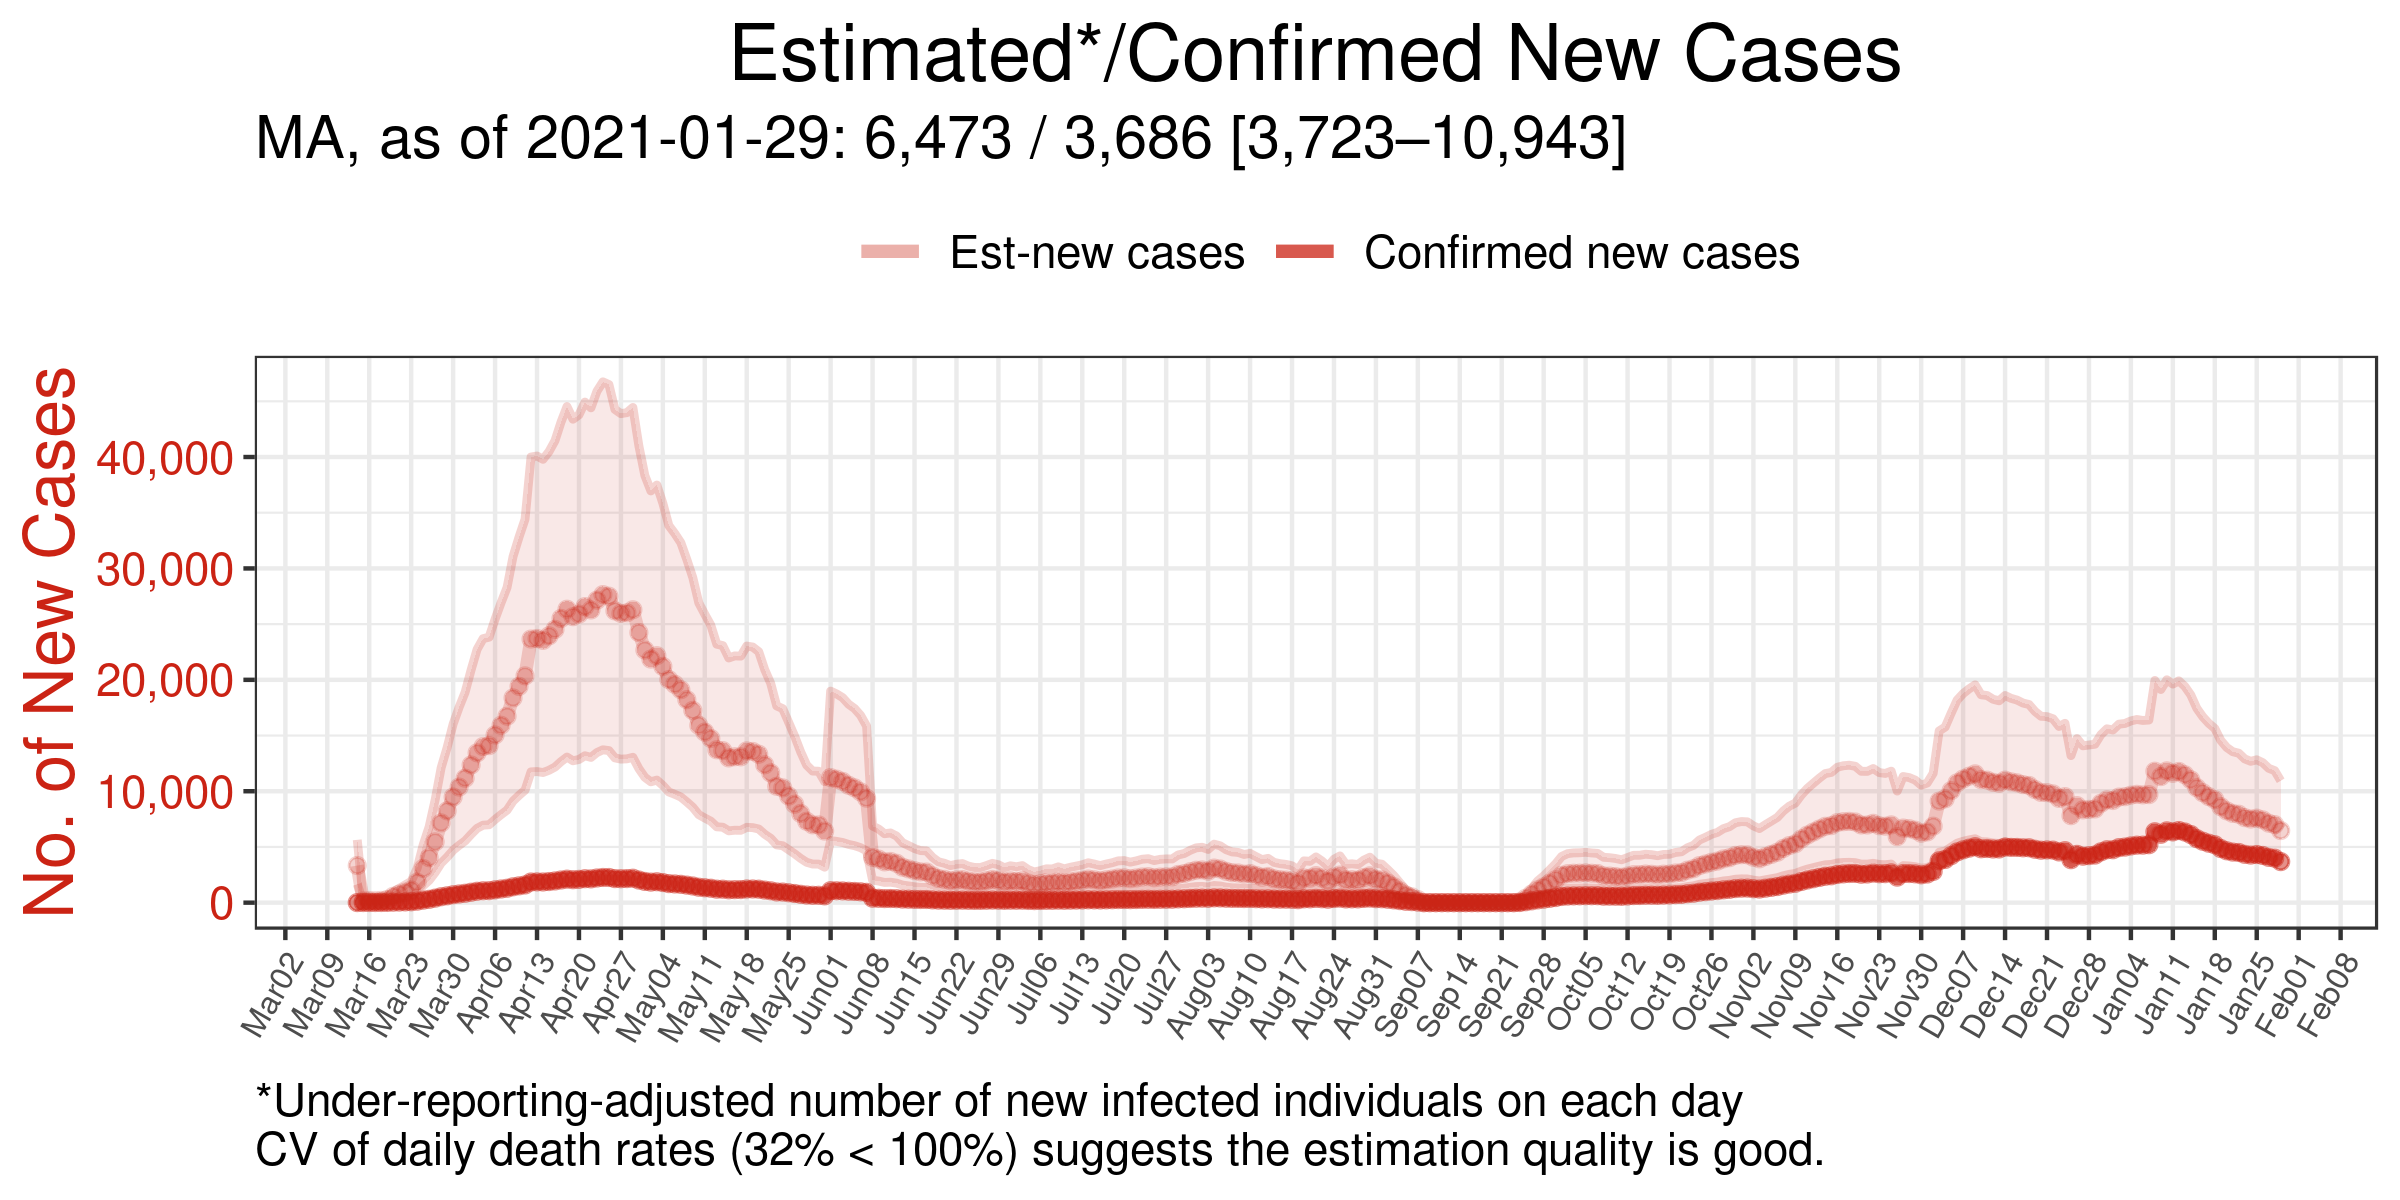 Estimated*/Confirmed New Cases
MA, as of 2021-01-29: 6,473 / 3,686 [3,723–10,943]
Est-new cases
Confirmed new cases
No. of New Cases
40,000
30,000
20,000
10,000
0
Mar02
Mar09
Mar16
Mar23
Mar30
Apr06
Apr13
Apr20
Apr27
May04
May11
May18
May25
Jun01
Jun08
Jun15
Jun22
Jun29
Jul06
Jul13
Jul20
Jul27
Aug03
Aug10
Aug17
Aug24
Aug31
Sep07
Sep14
Sep21
Sep28
Oct05
Oct12
Oct19
Oct26
Nov02
Nov09
Nov16
Nov23
Nov30
Dec07
Dec14
Dec21
Dec28
Jan04
Jan11
Jan18
Jan25
Feb01
Feb08
*Under-reporting-adjusted number of new infected individuals on each day
CV of daily death rates (32% < 100%) suggests the estimation quality is good.